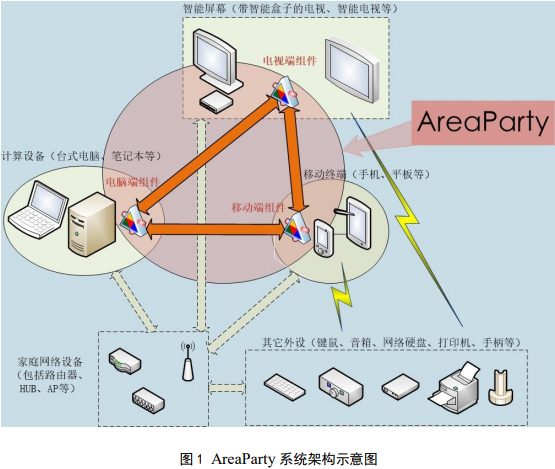 智能屏幕（带智能盒子的电视、智能电视等）
电视端组件
AreaParty
计算设备（台式电脑、笔记本等）
移动终端（手机、平板等）
电脑端组件
移动端组件
家庭网络设备
（包括路由器、
HUB、AP等）
其它外设（键鼠、音箱、网络硬盘、打印机、手柄等）
图 1 AreaParty 系统架构示意图